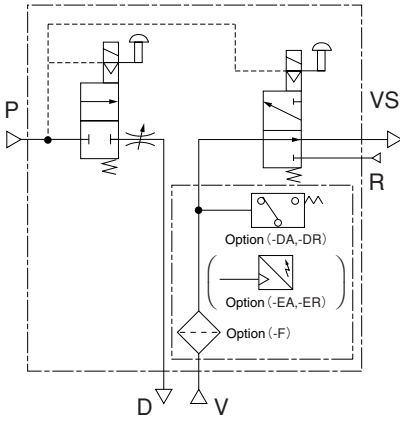 P
VS
R
Option (-DA,-DR)
Option (-EA,-ER)
Option (-F)
D
V